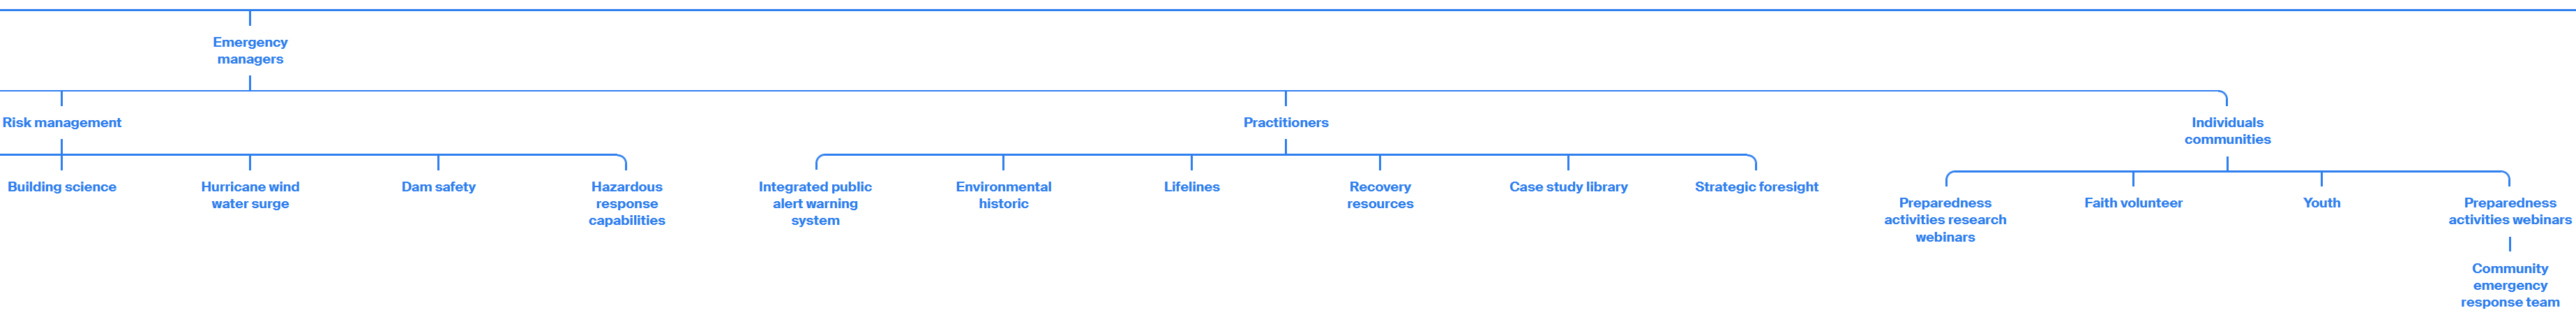 Emergency
managers
Risk management
Practitioners
Individuals
communities
Building science
Hurricane wind
water surge
Dam safety
Hazardous
response
capabilities
Integrated public
alert warning
system
Environmental
historic
Lifelines
Recovery
resources
Case study library
Strategic foresight
Preparedness
activities research
webinars
Faith volunteer
Youth
Preparedness
activities webinars
Community
emergency
response team